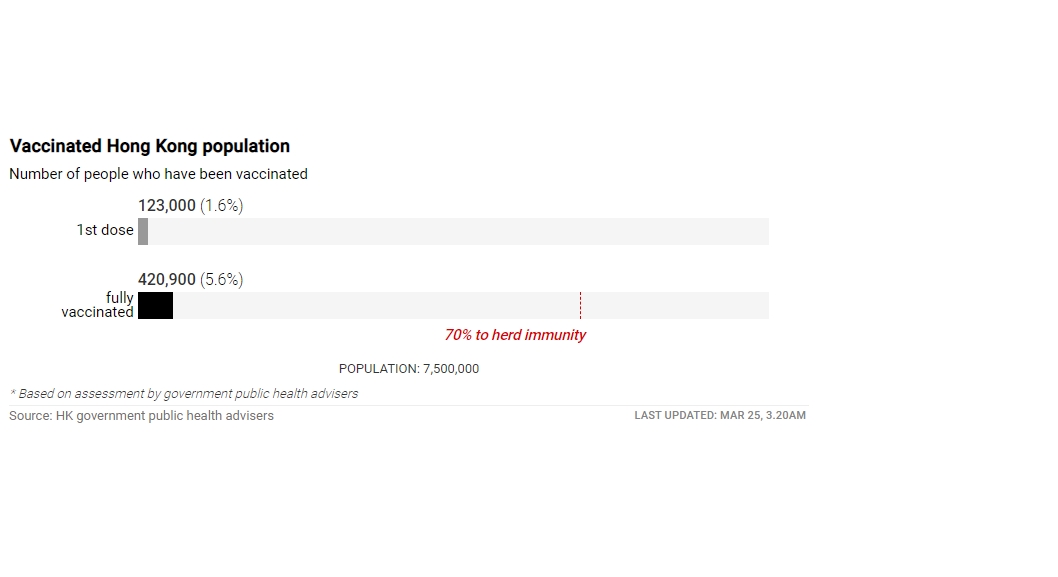 Vaccinated Hong Kong population
Number of people who have been vaccinated
123,000 (1.6%)
1st dose
420,900 (5.6%)
fully
vaccinated
70% to herd immunity
POPULATION: 7,500,000
* Based on assessment by government public health advisers
Source: HK government public health advisers
LAST UPDATED: MAR 25, 3.20AM